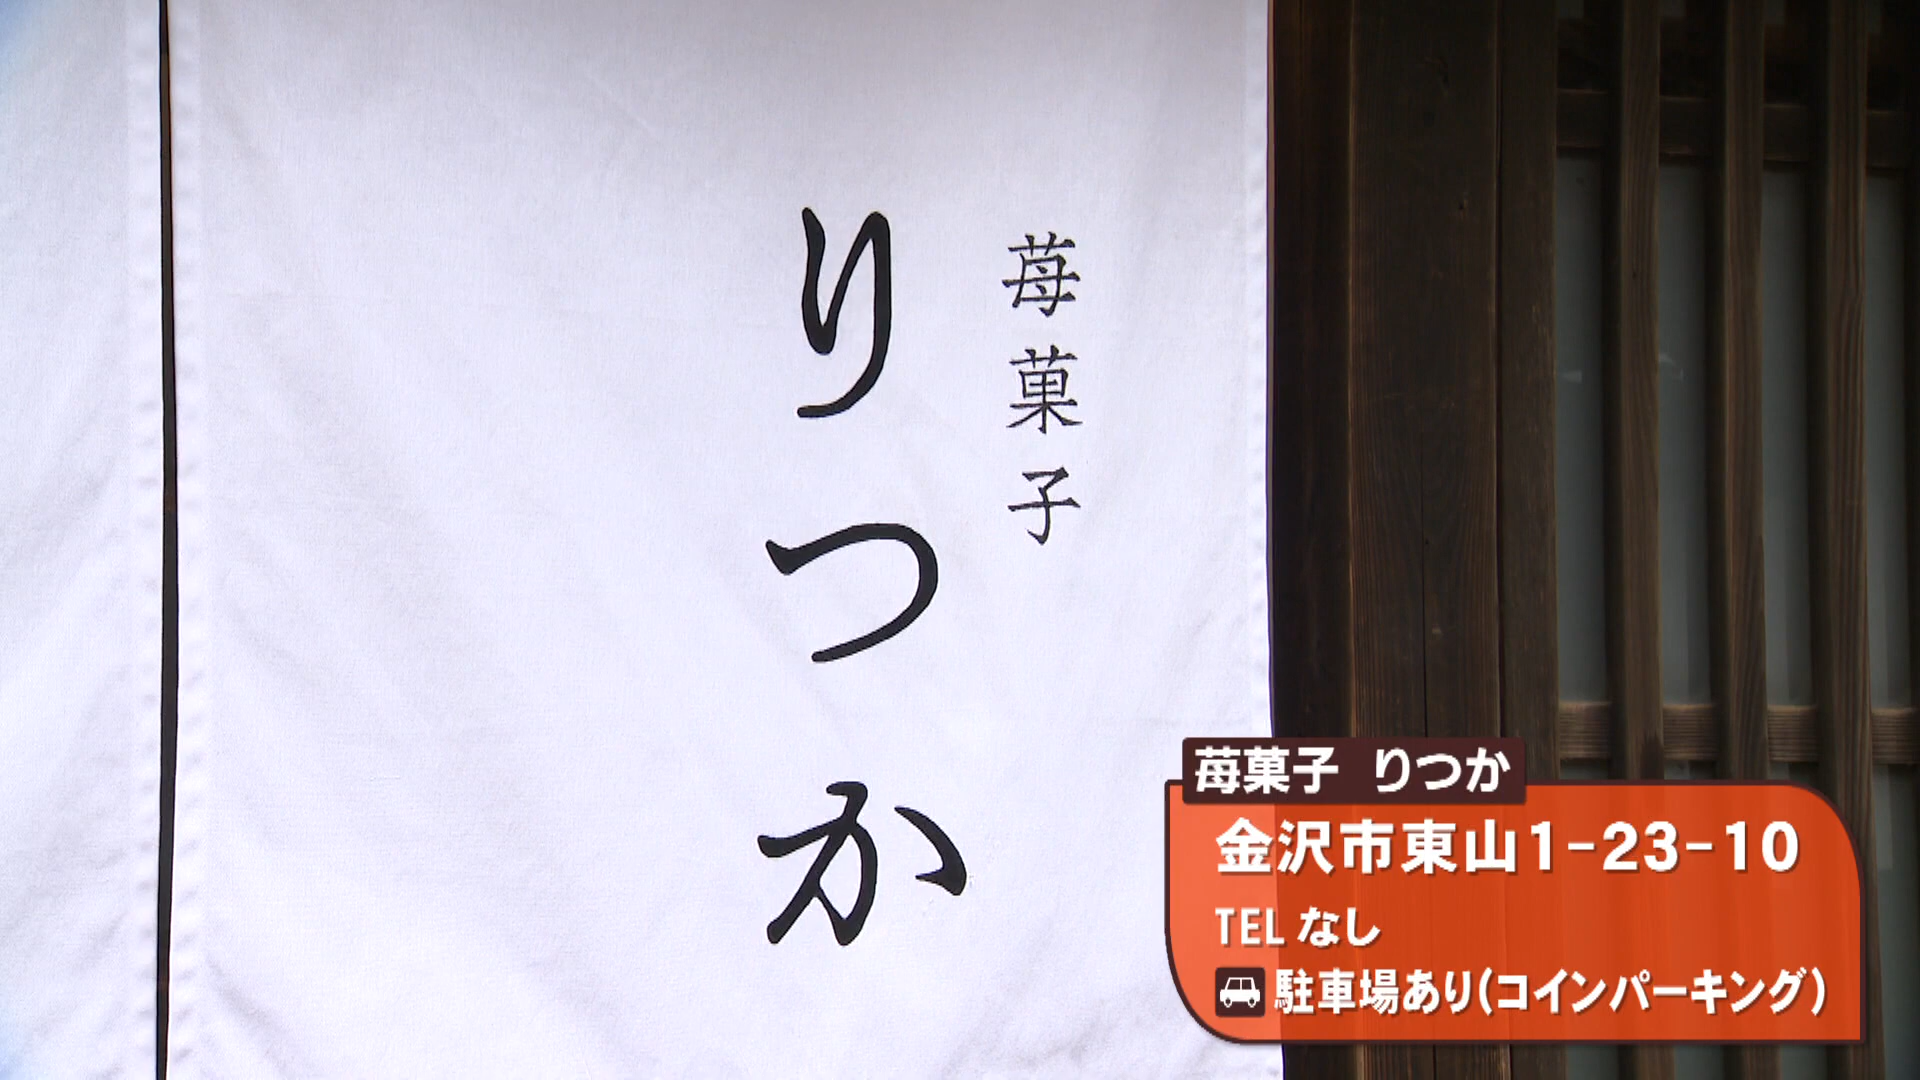 苺菓子
りつか
苺菓子　りつか
金沢市東山1-23-10
TEL なし
駐車場あり(コインパーキング)